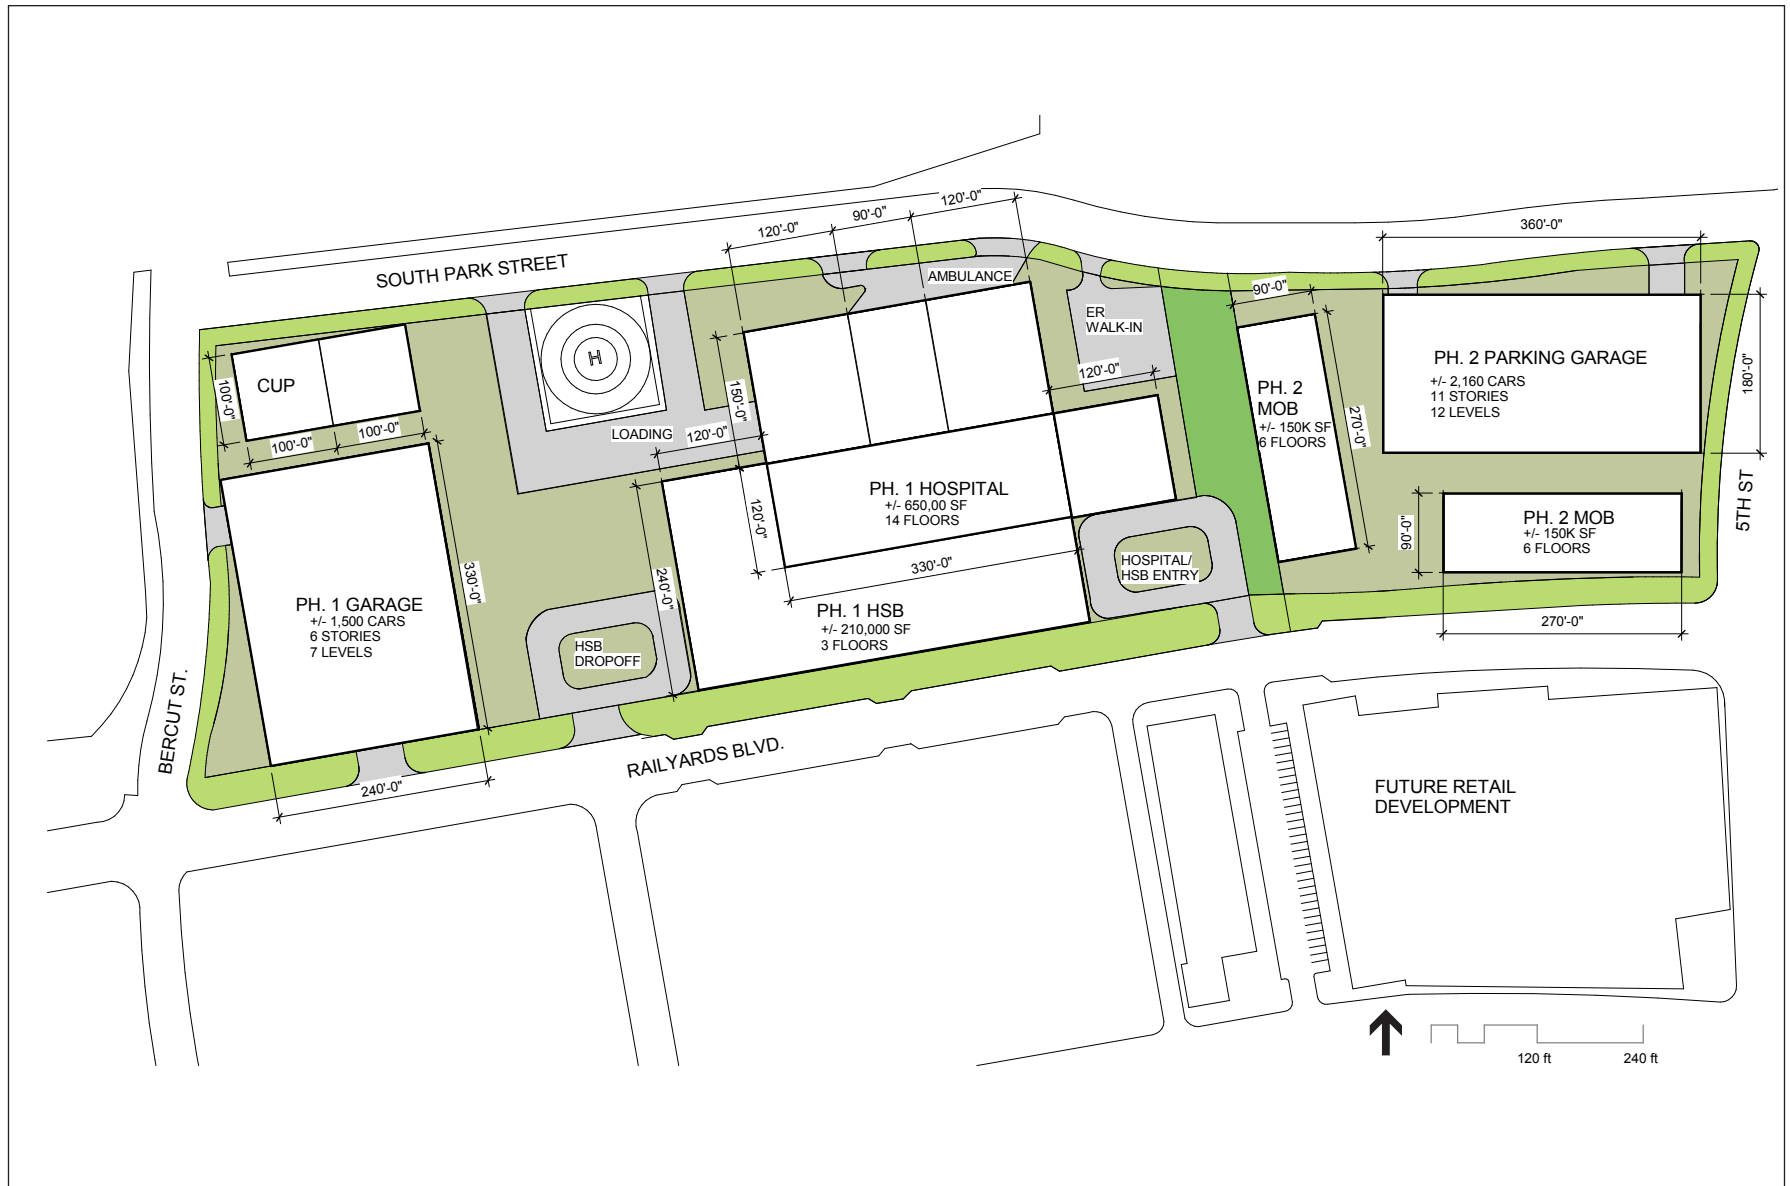 120'-0"
90'-0"
120'-0"
360'-0"
SOUTH PARK STREET
AMBULANCE
90'-0"
H
ER
WALK-IN
CUP
100'-0"
100'-0"
100'-0"
LOADING
120'-0"
150'-0"
120'-0"
120'-0"
PH. 2
MOB
+/- 150K SF
6 FLOORS
270'-0"
PH. 2 PARKING GARAGE
+/- 2,160 CARS
11 STORIES
12 LEVELS
180'-0"
PH. 1 HOSPITAL
+/- 650,00 SF
14 FLOORS
330'-0"
HOSPITAL/
HSB ENTRY
90'-0"
PH. 2 MOB
+/- 150K SF
6 FLOORS
5TH ST
270'-0"
PH. 1 GARAGE
+/- 1,500 CARS
6 STORIES
7 LEVELS
330'-0"
HSB
DROPOFF
240'-0"
PH. 1 HSB
+/- 210,000 SF
3 FLOORS
BERCUT ST.
240'-0"
RAILYARDS BLVD.
FUTURE RETAIL
DEVELOPMENT
120 ft
240 ft